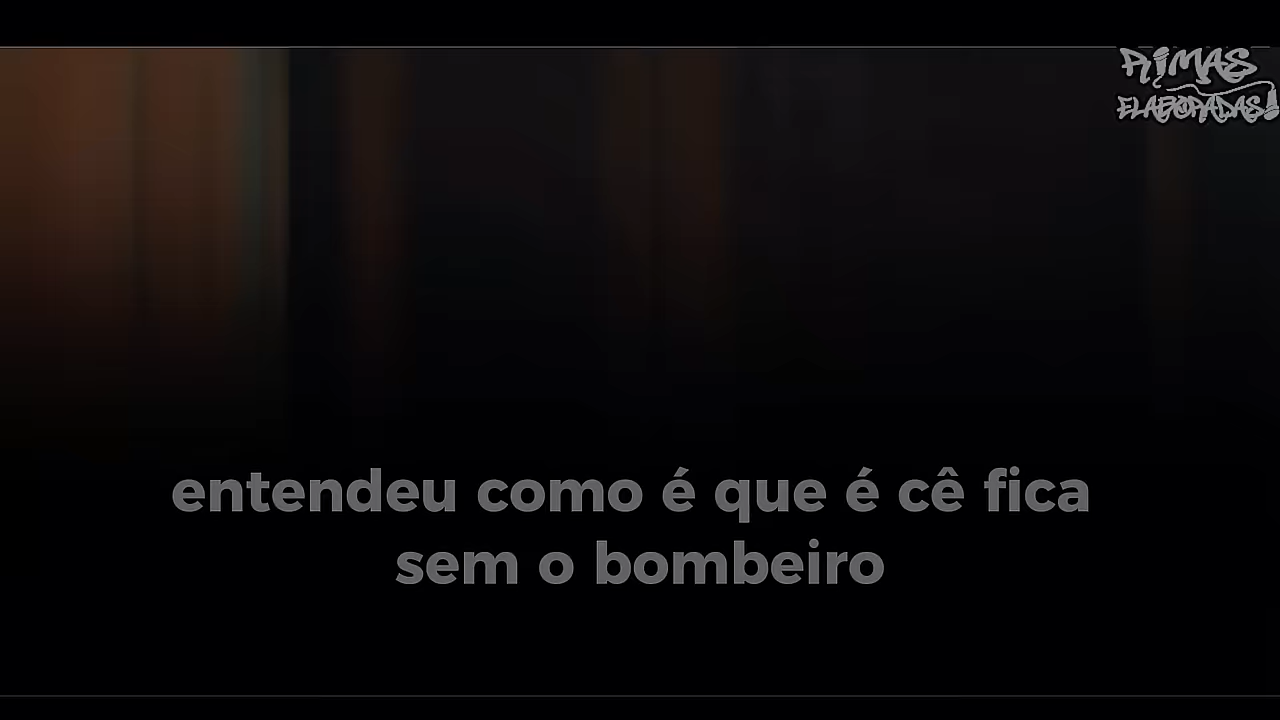 RIMAS
ELABORADAS!
entendeu como é que é cê fica
sem o bombeiro